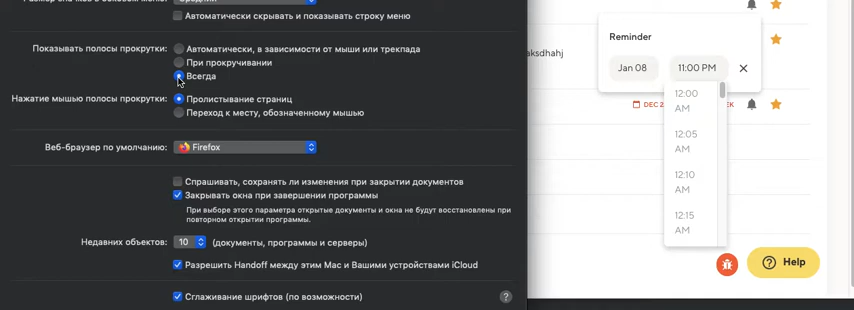 Автоматически скрывать и показывать строку меню
Показывать полосы прокрутки:
Автоматически, в зависимости от мыши или трекпада
При прокручивании
Всегда
Нажатие мышью полосы прокрутки:
Пролистывание страниц
Переход к месту, обозначенному мышью
Веб-браузер по умолчанию:
Firefox
Спрашивать, сохранять ли изменения при закрытии документов
Закрывать окна при завершении программы
При выборе этого параметра открытые документы и окна не будут восстановлены при
повторном открытии программы.
Недавних объектов:
10
(документы, программы и серверы)
Разрешить Handoff между этим Mac и Вашими устройствами iCloud
Сглаживание шрифтов (по возможности)
?
aksdhahj
Reminder
Jan 08
11:00 PM
DEC 2
EK
12:00
AM
12:05
AM
12:10
AM
12:15
AM
Help